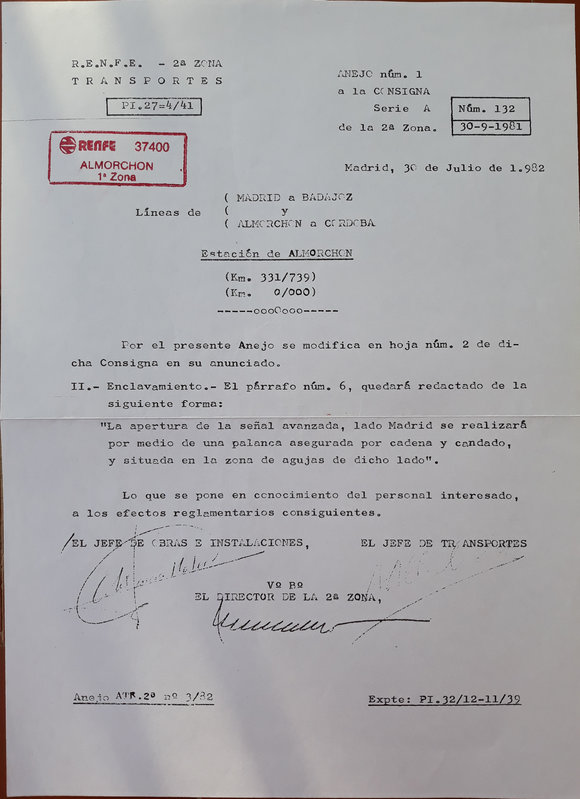 R.E.N.F.E. - 2ª ZONA
TRANSPORTES
PI.27=4/41
ANEJO núm. 1
a la CONSIGNA
Serie A
de la 2ª Zona.
Núm. 132
30-9-1981
RENFE 37400
ALMORCHON
1ª Zona
Madrid, 30 de Julio de 1.982
Líneas de
( MADRID a BADAJOZ
( y
( ALMORCHON a CORDOBA
Estación de ALMORCHON
(Km. 331/739)
(Km. 0/000)
-----oooOooo-----
Por el presente Anejo se modifica en hoja núm. 2 de di-
cha Consigna en su anunciado.
II.- Enclavamiento.- El párrafo núm. 6, quedará redactado de la
siguiente forma:
"La apertura de la señal avanzada, lado Madrid se realizará
por medio de una palanca asegurada por cadena y candado,
y situada en la zona de agujas de dicho lado".
Lo que se pone en conocimiento del personal interesado,
a los efectos reglamentarios consiguientes.
EL JEFE DE OBRAS E INSTALACIONES,
EL JEFE DE TRANSPORTES
Vº Bº
EL DIRECTOR DE LA 2ª ZONA,
Anejo ATR.2º nº 3/82
Expte: PI.32/12-11/39